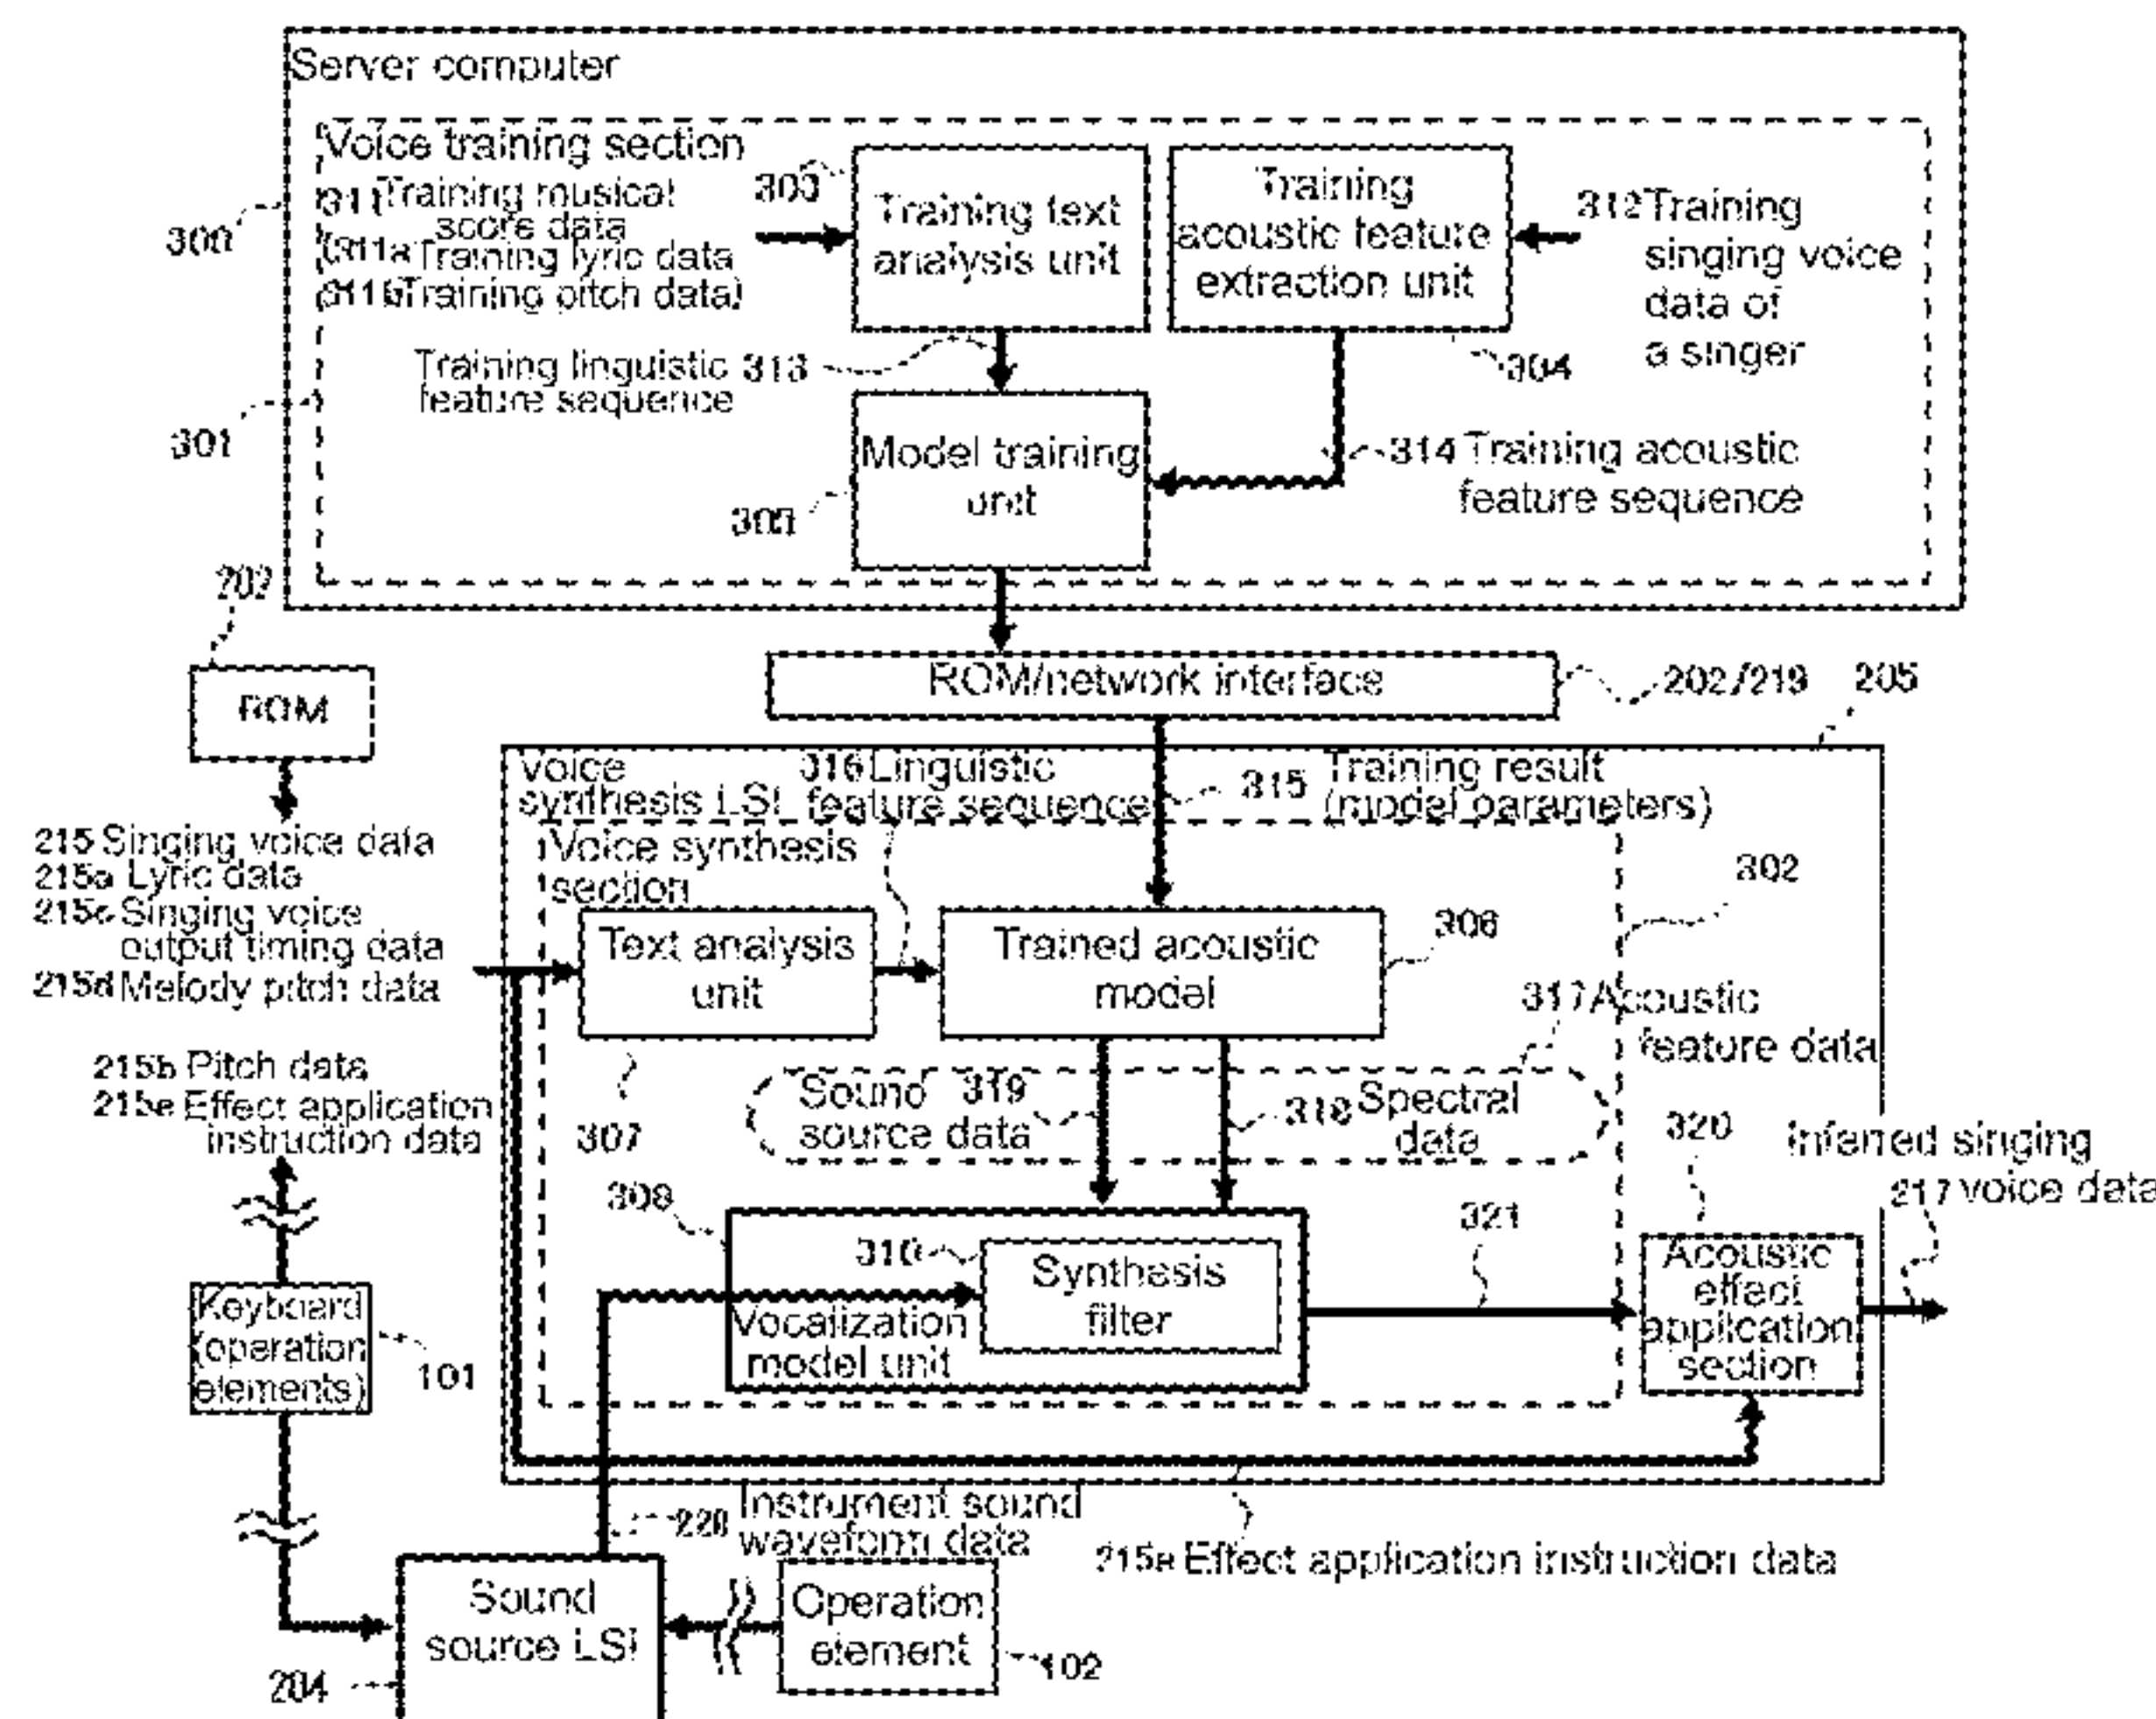 Server computer
Voice training section
311 Training musical
score data
(311a Training lyric data
311b Training pitch data)
303
Training text
analysis unit
Training
acoustic feature
extraction unit
312 Training
singing voice
data of
a singer
300
304
Training linguistic 313
feature sequence
301
Model training
unit
305
314 Training acoustic
feature sequence
202
ROM
ROM/network interface
202/219
205
Voice
synthesis LSI
316 Linguistic
feature sequence
315
Training result
(model parameters)
215 Singing voice data
215a Lyric data
215c Singing voice
output timing data
215d Melody pitch data
Voice synthesis
section
302
Text analysis
unit
Trained acoustic
model
306
317 Acoustic
feature data
215b Pitch data
215e Effect application
instruction data
307
Sound 319
source data
318 Spectral
data
320
Inferred singing
217 voice data
308
310
Synthesis
filter
321
Vocalization
model unit
Acoustic
effect
application
section
Keyboard
(operation
elements)
101
220 Instrument sound
waveform data
215e Effect application instruction data
Sound
source LSI
204
Operation
element
102